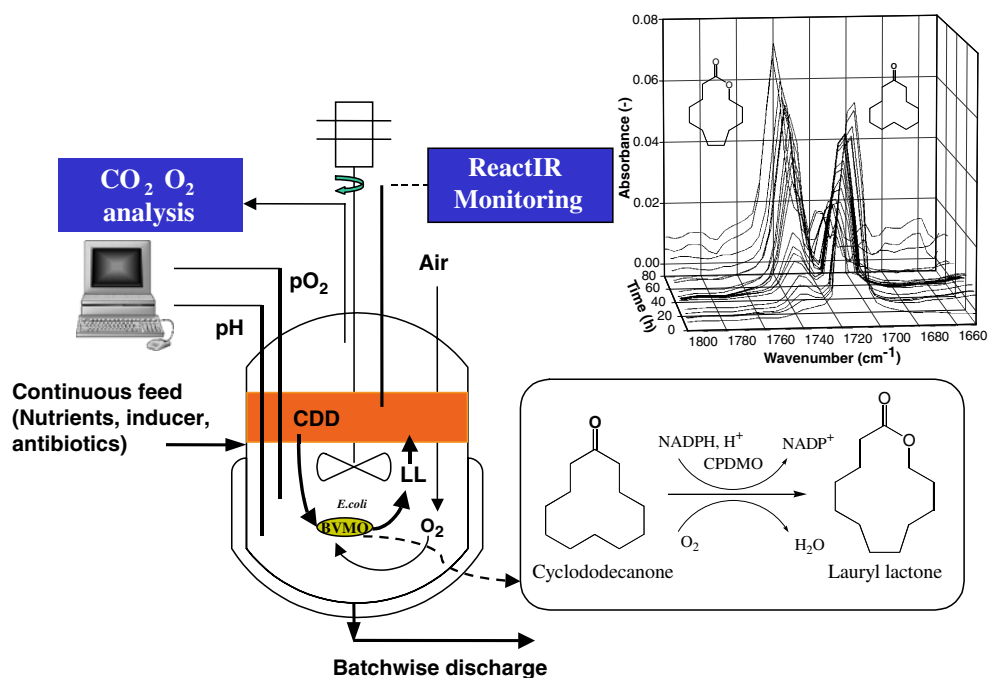 CO2 O2
analysis
ReactIR
Monitoring
pO2
pH
Air
Continuous feed
(Nutrients, inducer,
antibiotics)
CDD
LL
E.coli
BVMO
O2
Batchwise discharge
0.08
0.06
0.04
0.02
0.00
Absorbance (-)
80
60
40
20
0
Time (h)
1800
1780
1760
1740
1720
1700
1680
1660
Wavenumber (cm-1)
O
O
O
O
NADPH, H+
CPDMO
NADP+
O2
H2O
Cyclododecanone
O
O
Lauryl lactone